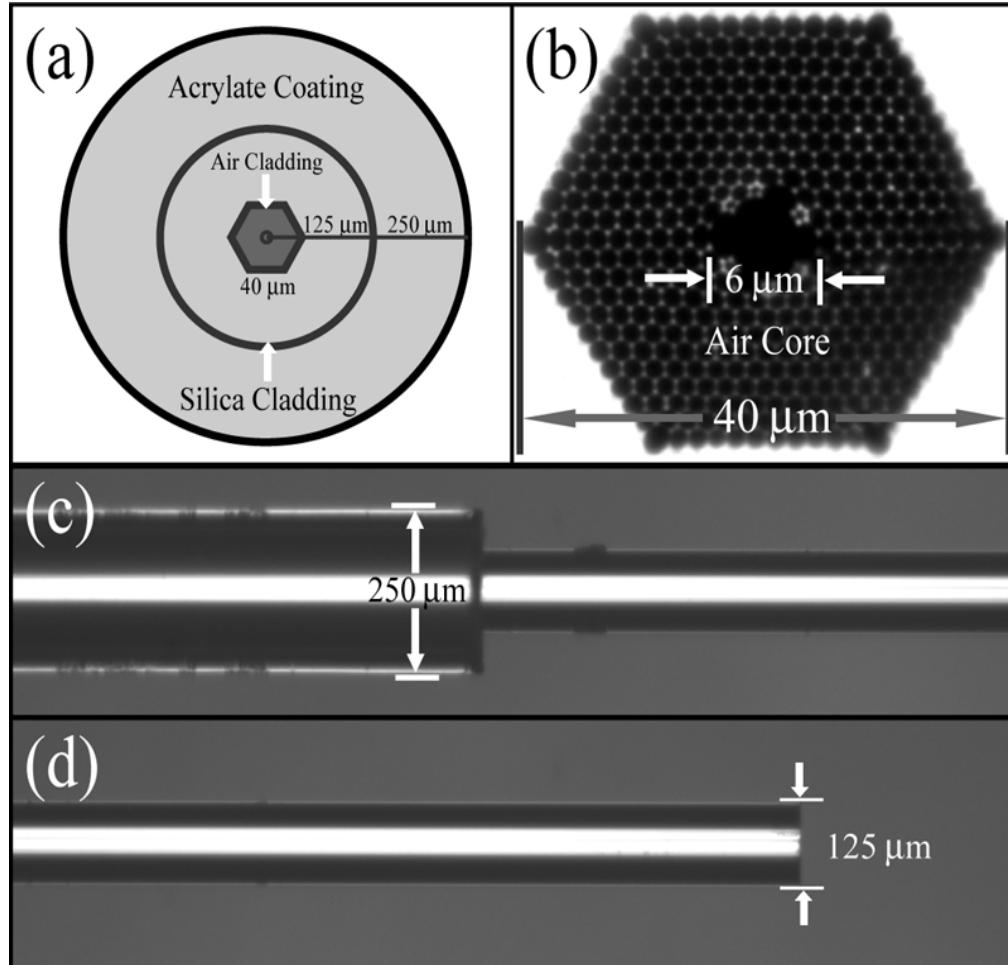 (a)
Acrylate Coating
Air Cladding
125 μm 250 μm
40 μm
Silica Cladding
(b)
6 μm
Air Core
40 μm
(c)
250 μm
(d)
125 μm